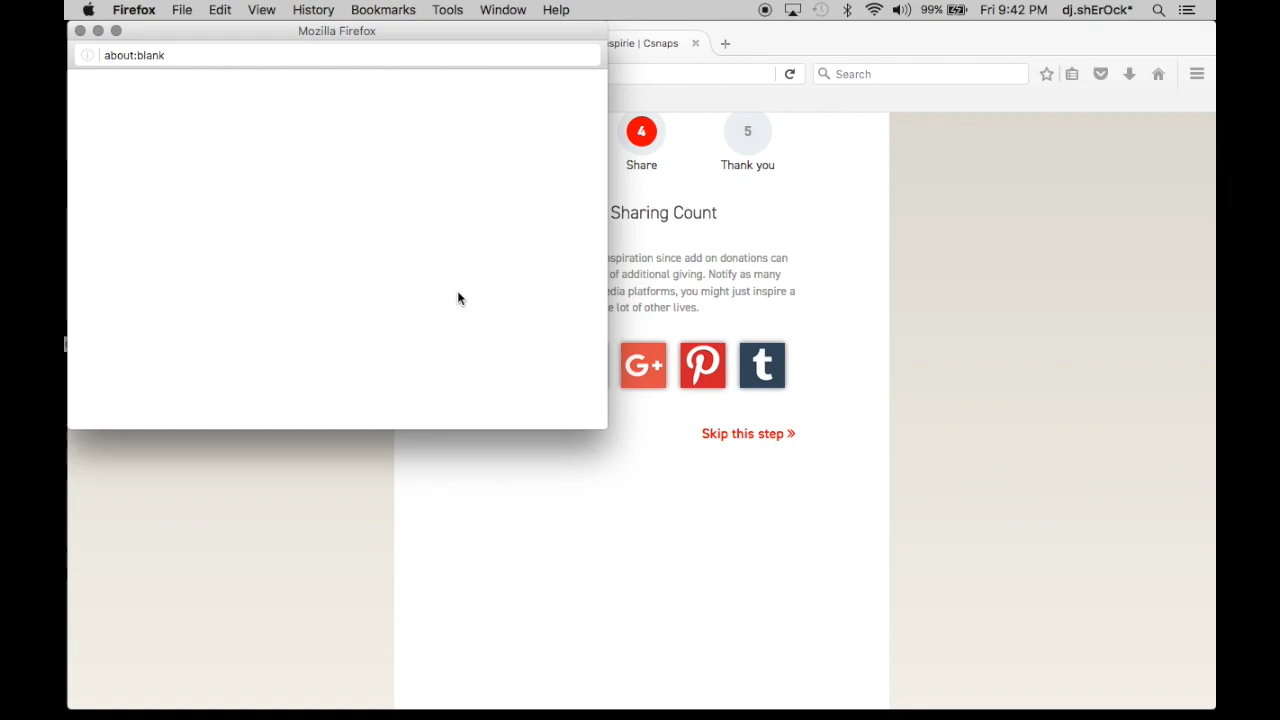 Firefox File Edit View History Bookmarks Tools Window Help 99% Fri 9:42 PM dj.shErOck*
Mozilla Firefox
about:blank
spirie | Csnaps
Search
4 5
Share Thank you
Sharing Count
spiration since add on donations can
of additional giving. Notify as many
dia platforms, you might just inspire a
e lot of other lives.
G+ P t
Skip this step »